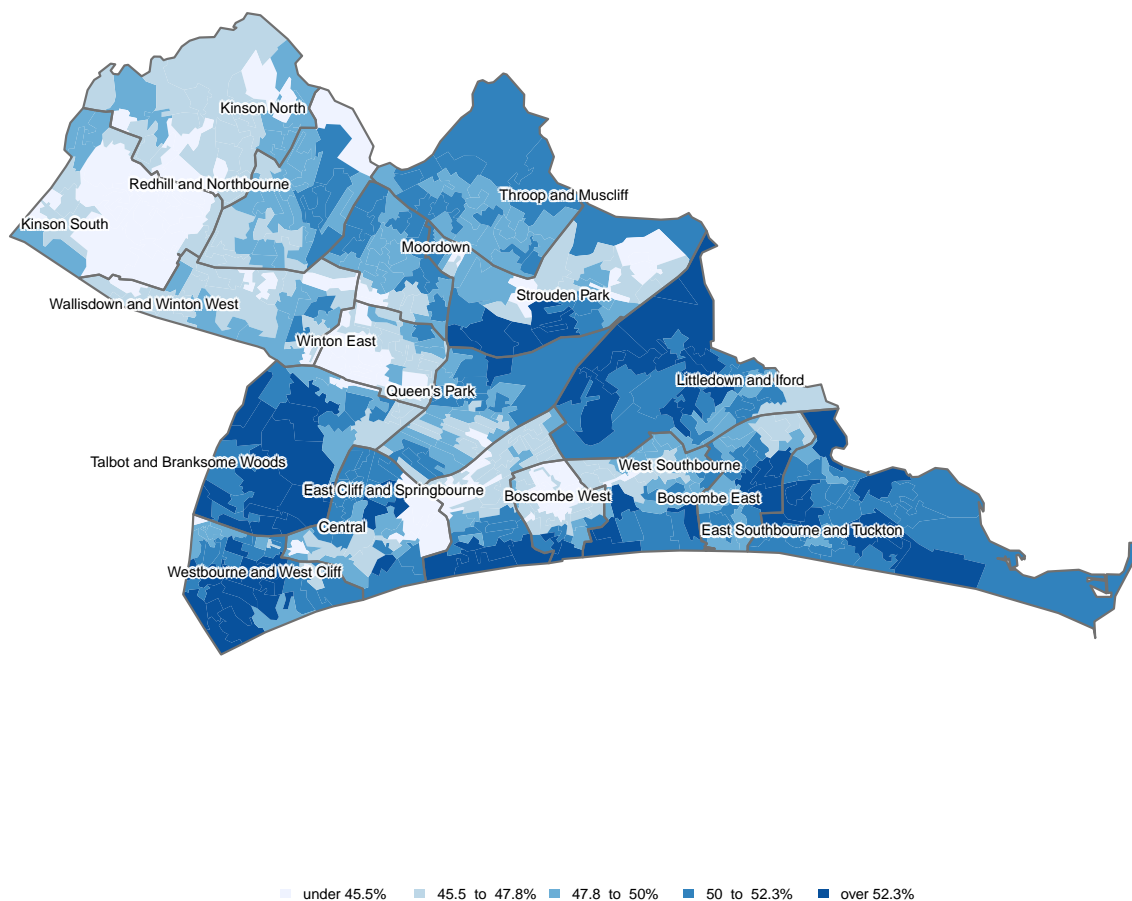 Kinson North
Redhill and Northbourne
Throop and Muscliff
Kinson South
Moordown
Strouden Park
Wallisdown and Winton West
Winton East
Littledown and Iford
Queen's Park
Talbot and Branksome Woods
West Southbourne
East Cliff and Springbourne
Boscombe West
Boscombe East
Central
East Southbourne and Tuckton
Westbourne and West Cliff
under 45.5% 45.5 to 47.8% 47.8 to 50% 50 to 52.3% over 52.3%